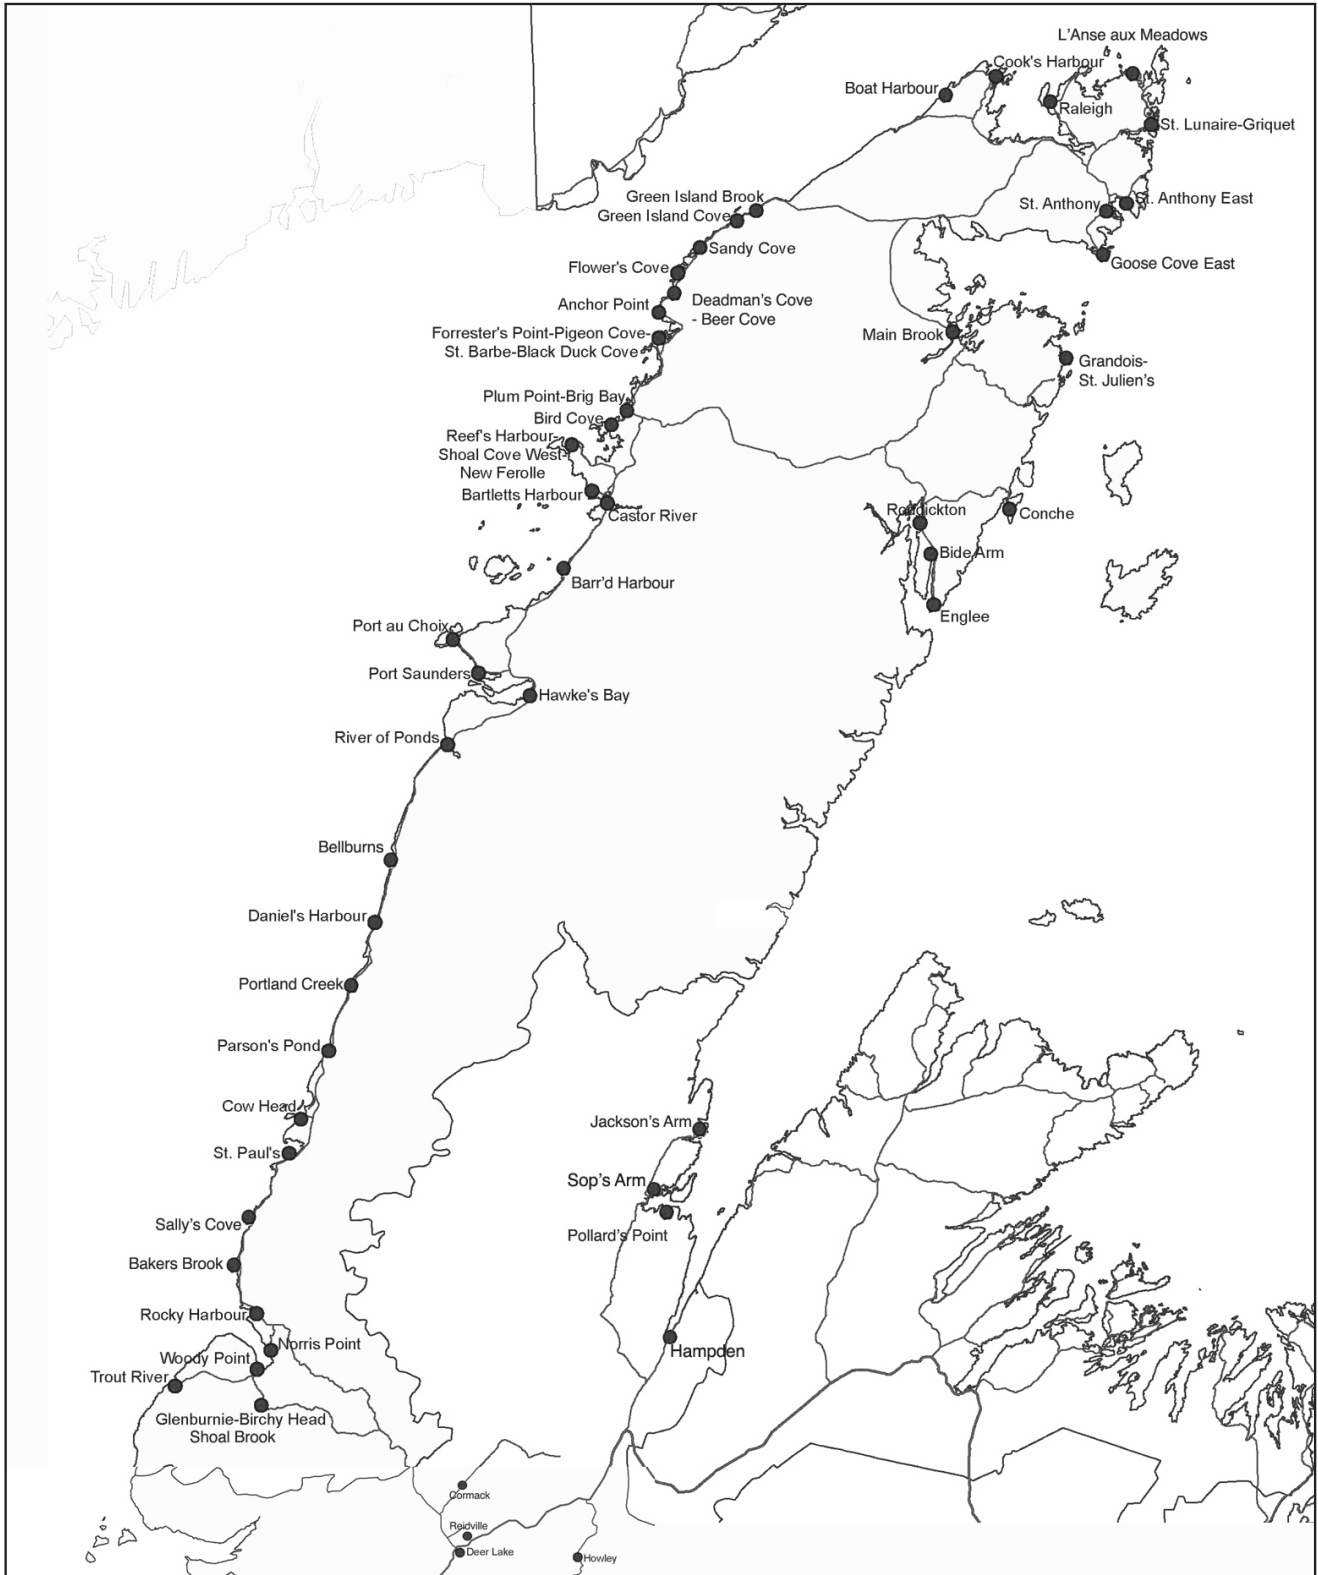 L'Anse aux Meadows
Cook's Harbour
Boat Harbour
Raleigh
St. Lunaire-Griquet
Green Island Brook
St. Anthony East
St. Anthony
Green Island Cove
Sandy Cove
Goose Cove East
Flower's Cove
Deadman's Cove
- Beer Cove
Anchor Point
Forrester's Point-Pigeon Cove-
St. Barbe-Black Duck Cove
Main Brook
Grandois-
St. Julien's
Plum Point-Brig Bay
Bird Cove
Reef's Harbour-
Shoal Cove West-
New Ferolle
Bartletts Harbour
Castor River
Roddickton
Conche
Bide Arm
Barr'd Harbour
Englee
Port au Choix
Port Saunders
Hawke's Bay
River of Ponds
Bellburns
Daniel's Harbour
Portland Creek
Parson's Pond
Cow Head
Jackson's Arm
St. Paul's
Sop's Arm
Sally's Cove
Pollard's Point
Bakers Brook
Rocky Harbour
Norris Point
Hampden
Woody Point
Trout River
Glenburnie-Birchy Head
Shoal Brook
Cormack
Reidville
Deer Lake
Howley